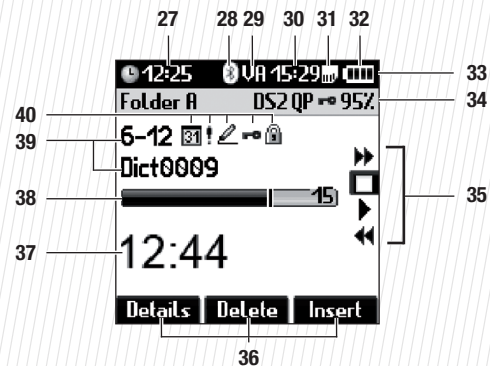 27 28 29 30 31 32
12:25 VA 15:29 33
Folder A DS2 QP 95% 34
40
6-12 31 !
39
Dict0009
35
38 15
37 12:44
Details Delete Insert
36